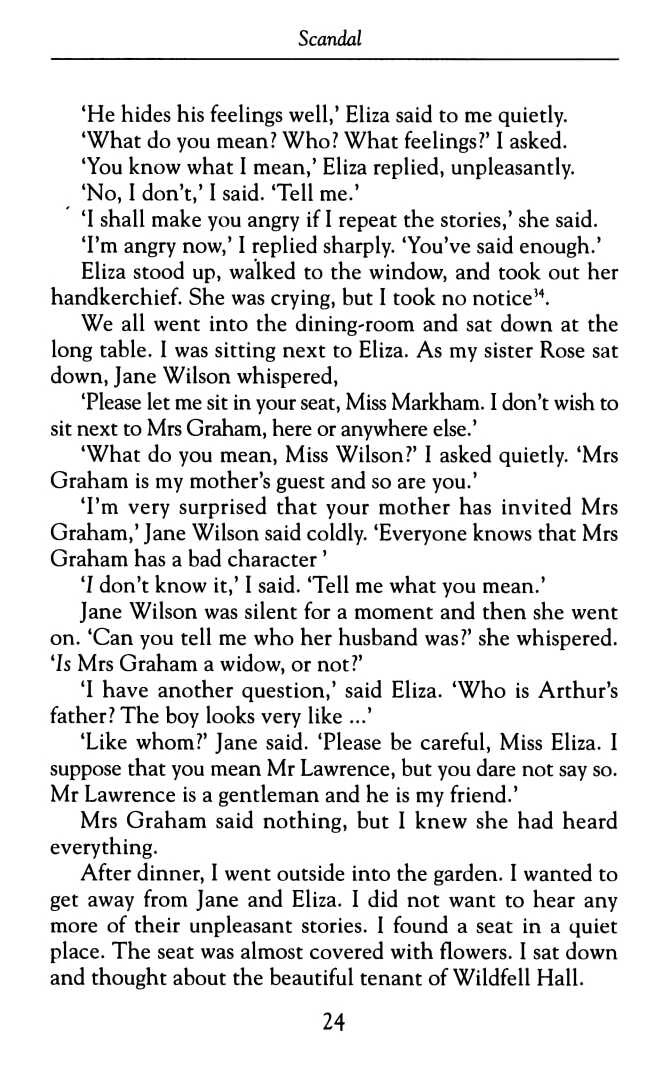 Scandal
‘He hides his feelings well,’ Eliza said to me quietly.
‘What do you mean? Who? What feelings?’ I asked.
‘You know what I mean,’ Eliza replied, unpleasantly.
‘No, I don’t,’ I said. ‘Tell me.’
‘I shall make you angry if I repeat the stories,’ she said.
‘I’m angry now,’ I replied sharply. ‘You’ve said enough.’
Eliza stood up, walked to the window, and took out her
handkerchief. She was crying, but I took no notice³⁴.
We all went into the dining-room and sat down at the
long table. I was sitting next to Eliza. As my sister Rose sat
down, Jane Wilson whispered,
‘Please let me sit in your seat, Miss Markham. I don’t wish to
sit next to Mrs Graham, here or anywhere else.’
‘What do you mean, Miss Wilson?’ I asked quietly. ‘Mrs
Graham is my mother’s guest and so are you.’
‘I’m very surprised that your mother has invited Mrs
Graham,’ Jane Wilson said coldly. ‘Everyone knows that Mrs
Graham has a bad character ’
‘I don’t know it,’ I said. ‘Tell me what you mean.’
Jane Wilson was silent for a moment and then she went
on. ‘Can you tell me who her husband was?’ she whispered.
‘Is Mrs Graham a widow, or not?’
‘I have another question,’ said Eliza. ‘Who is Arthur’s
father? The boy looks very like ...’
‘Like whom?’ Jane said. ‘Please be careful, Miss Eliza. I
suppose that you mean Mr Lawrence, but you dare not say so.
Mr Lawrence is a gentleman and he is my friend.’
Mrs Graham said nothing, but I knew she had heard
everything.
After dinner, I went outside into the garden. I wanted to
get away from Jane and Eliza. I did not want to hear any
more of their unpleasant stories. I found a seat in a quiet
place. The seat was almost covered with flowers. I sat down
and thought about the beautiful tenant of Wildfell Hall.
24